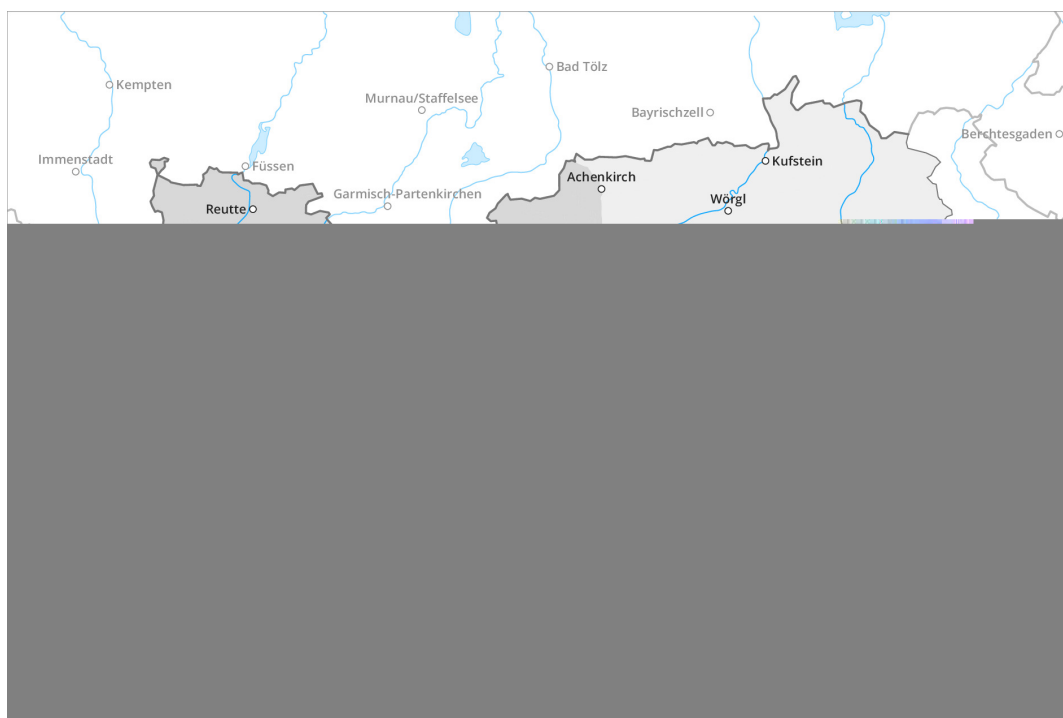 Kempten
Bad Tölz
Murnau/Staffelsee
Bayrischzell
Berchtesgaden
Immenstadt
Füssen
Kufstein
Achenkirch
Garmisch-Partenkirchen
Wörgl
Reutte